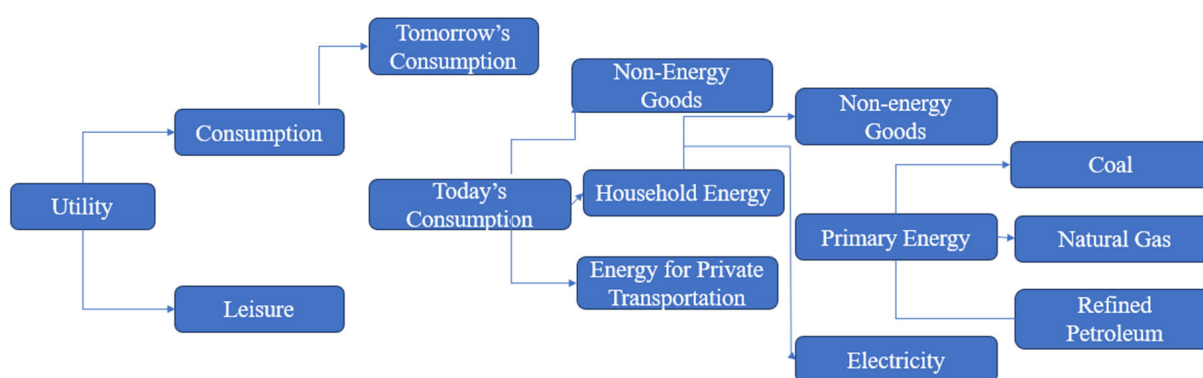 Tomorrow's
Consumption
Non-Energy
Goods
Non-energy
Goods
Consumption
Coal
Utility
Today's
Consumption
Household Energy
Primary Energy
Natural Gas
Energy for Private
Transportation
Leisure
Refined
Petroleum
Electricity